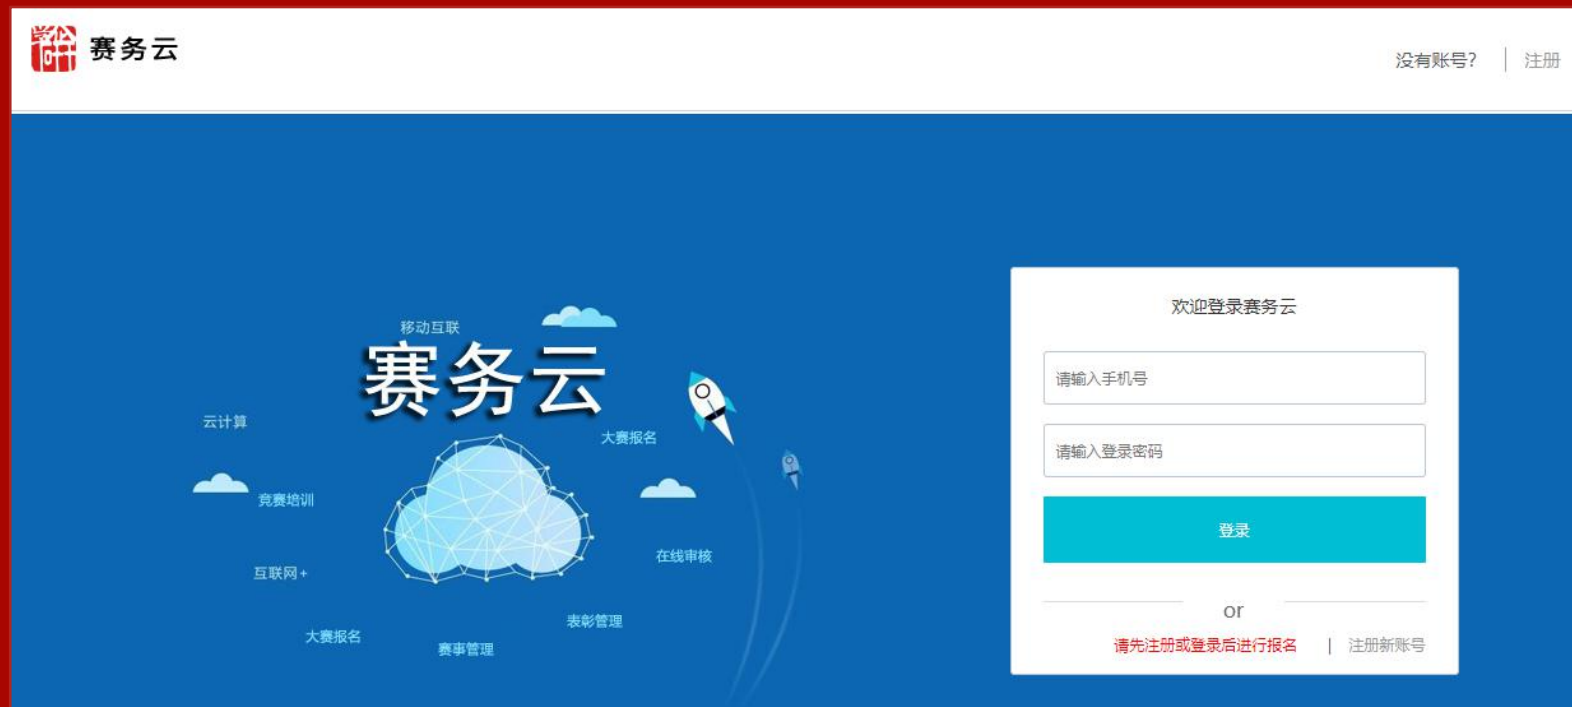 赛务云
没有账号?
注册
移动互联
赛务云
云计算
大赛报名
竞赛培训
在线审核
互联网+
表彰管理
大赛报名
赛事管理
欢迎登录赛务云
请输入手机号
请输入登录密码
登录
or
请先注册或登录后进行报名 | 注册新账号